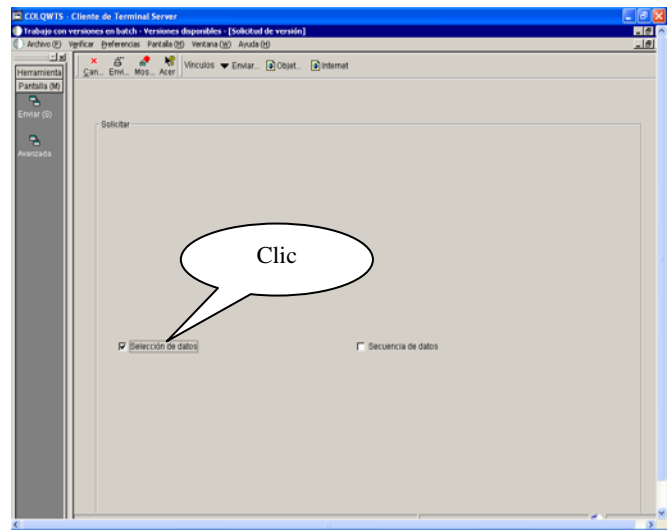 COLQWTS - Cliente de Terminal Server
Trabajo con versiones en batch - Versiones disponibles - [Solicitud de versión]
Archivo (F) Verificar Preferencias Pantalla (M) Ventana (W) Ayuda (H)
Herramienta
Can... Envi... Mos... Acer Vínculos Enviar... Objet... Internet
Pantalla (M)
Enviar (S)
Avanzada
Solicitar
Clic
Selección de datos Secuencia de datos